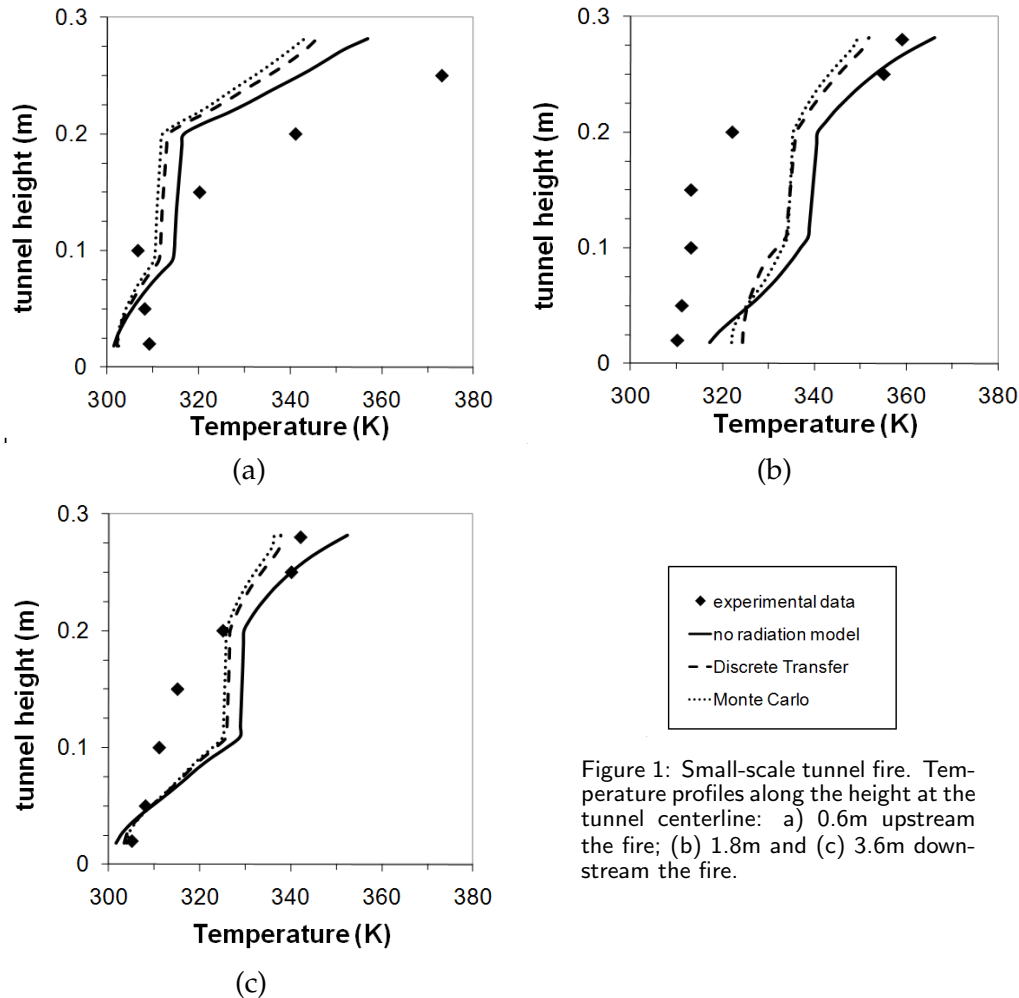 0.3
0.2
0.1
0
tunnel height (m)
300 320 340 360 380
Temperature (K)
(a)
0.3
0.2
0.1
0
tunnel height (m)
300 320 340 360 380
Temperature (K)
(b)
0.3
0.2
0.1
0
tunnel height (m)
300 320 340 360 380
Temperature (K)
(c)
experimental data
no radiation model
Discrete Transfer
Monte Carlo
Figure 1: Small-scale tunnel fire. Tem-
perature profiles along the height at the
tunnel centerline: a) 0.6m upstream
the fire; (b) 1.8m and (c) 3.6m down-
stream the fire.